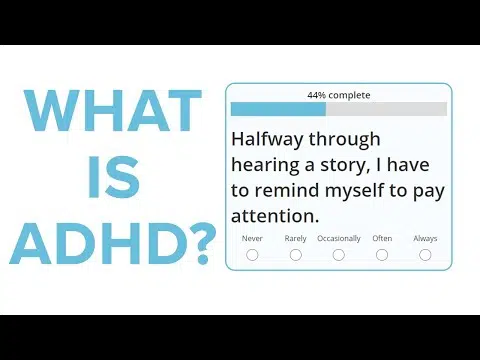 WHAT
IS
ADHD?
44% complete
Halfway through
hearing a story, I have
to remind myself to pay
attention.
Never Rarely Occasionally Often Always